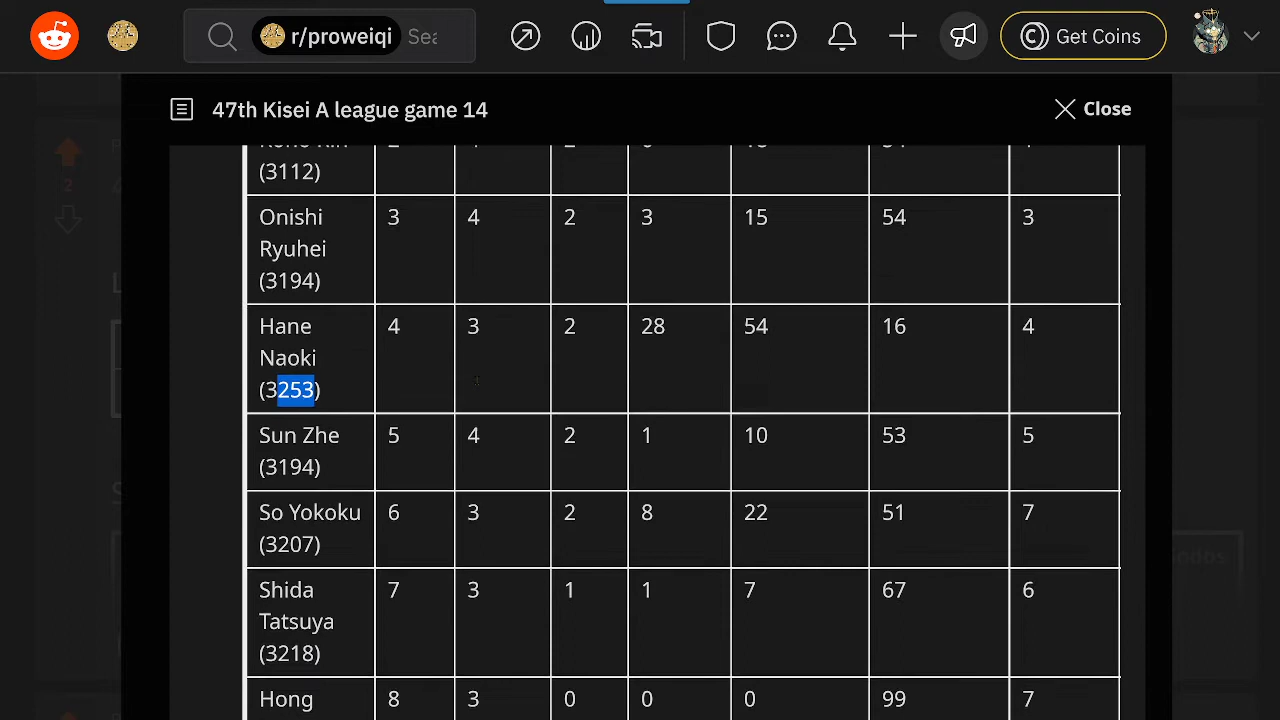 r/proweiqi Sea
Get Coins
47th Kisei A league game 14
Close
(3112)
Onishi Ryuhei (3194) 3 4 2 3 15 54 3
Hane Naoki (3253) 4 3 2 28 54 16 4
Sun Zhe (3194) 5 4 2 1 10 53 5
So Yokoku (3207) 6 3 2 8 22 51 7
Shida Tatsuya (3218) 7 3 1 1 7 67 6
Hong 8 3 0 0 0 99 7
2